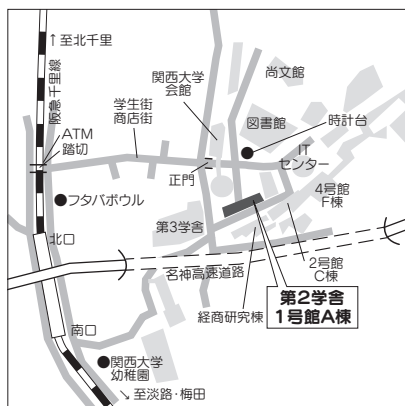 ↑至北千里
阪急千里線
関西大学
会館
尚文館
学生街
商店街
図書館
時計台
ATM
踏切
IT
センター
正門
4号館
F棟
フタバボウル
第3学舎
北口
2号館
C棟
名神高速道路
第2学舎
1号館A棟
経商研究棟
南口
関西大学
幼稚園
↘至淡路・梅田